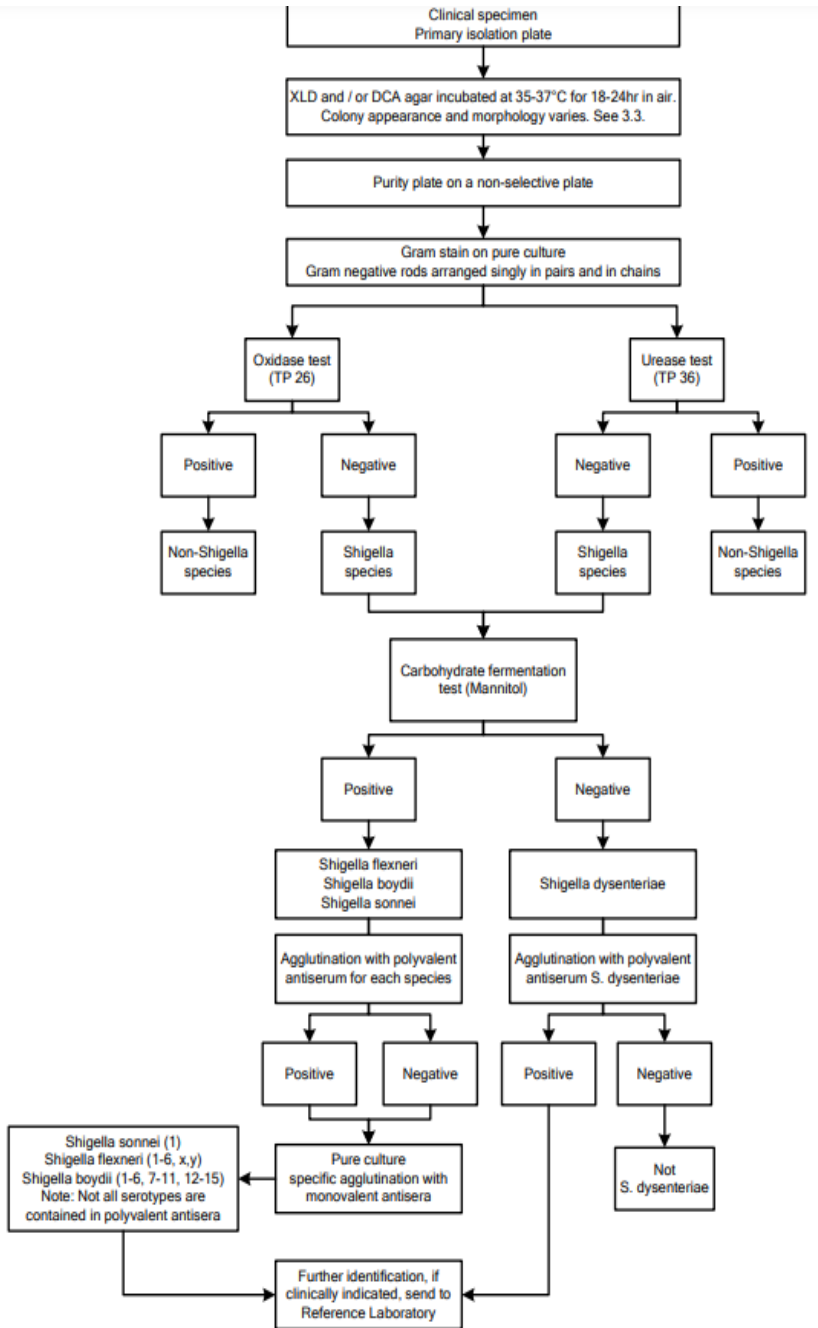 Clinical specimen
Primary isolation plate
XLD and / or DCA agar incubated at 35-37°C for 18-24hr in air.
Colony appearance and morphology varies. See 3.3.
Purity plate on a non-selective plate
Gram stain on pure culture
Gram negative rods arranged singly in pairs and in chains
Oxidase test
(TP 26)
Urease test
(TP 36)
Positive
Negative
Negative
Positive
Non-Shigella
species
Shigella
species
Shigella
species
Non-Shigella
species
Carbohydrate fermentation
test (Mannitol)
Positive
Negative
Shigella flexneri
Shigella boydii
Shigella sonnei
Shigella dysenteriae
Agglutination with polyvalent
antiserum for each species
Agglutination with polyvalent
antiserum S. dysenteriae
Positive
Negative
Positive
Negative
Shigella sonnei (1)
Shigella flexneri (1-6, x,y)
Shigella boydii (1-6, 7-11, 12-15)
Note: Not all serotypes are
contained in polyvalent antisera
Pure culture
specific agglutination with
monovalent antisera
Not
S. dysenteriae
Further identification, if
clinically indicated, send to
Reference Laboratory